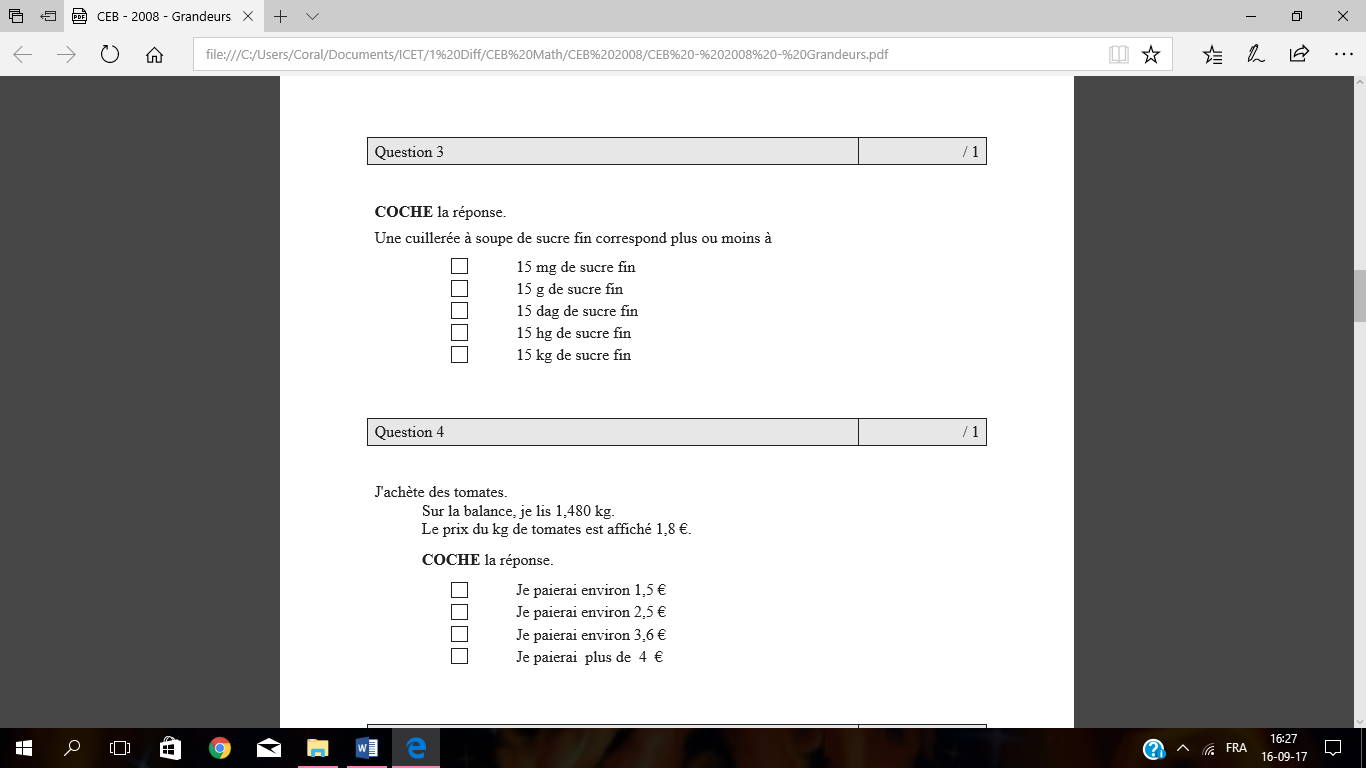 CEB - 2008 - Grandeurs.
file:///C:/Users/Coral/Documents/ICET/1%20Diff/CEB%20Math/CEB%202008/CEB%20-%202008%20-%20Grandeurs.pdf
Question 3 / 1
COCHE la réponse.
Une cuillerée à soupe de sucre fin correspond plus ou moins à
15 mg de sucre fin
15 g de sucre fin
15 dag de sucre fin
15 hg de sucre fin
15 kg de sucre fin
Question 4 / 1
J'achète des tomates.
Sur la balance, je lis 1,480 kg.
Le prix du kg de tomates est affiché 1,8 €.
COCHE la réponse.
Je paierai environ 1,5 €
Je paierai environ 2,5 €
Je paierai environ 3,6 €
Je paierai plus de 4 €
FRA
16:27
16-09-17